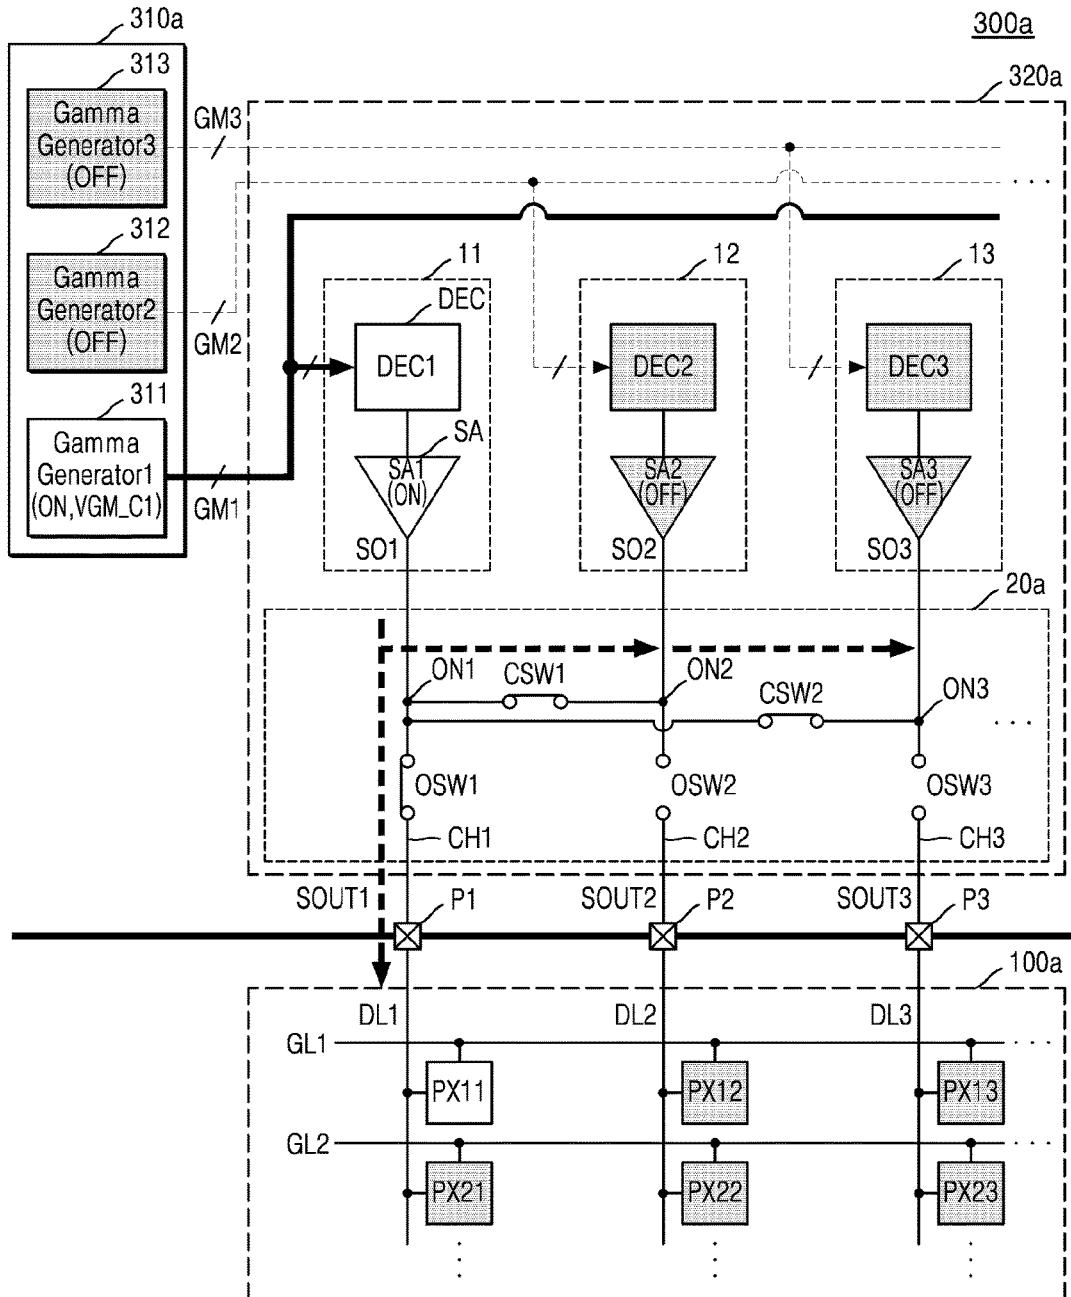 310a
300a
313
320a
Gamma
Generator3
(OFF)
GM3
. . .
312
Gamma
Generator2
(OFF)
GM2
11
12
13
DEC
DEC1
DEC2
DEC3
311
Gamma
Generator1
(ON,VGM_C1)
GM1
SA
SA1
(ON)
SA2
(OFF)
SA3
(OFF)
SO1
SO2
SO3
20a
ON1
CSW1
ON2
CSW2
ON3
. . .
OSW1
OSW2
OSW3
CH1
CH2
CH3
SOUT1
P1
SOUT2
P2
SOUT3
P3
100a
DL1
DL2
DL3
GL1
. . .
PX11
PX12
PX13
GL2
. . .
PX21
PX22
PX23